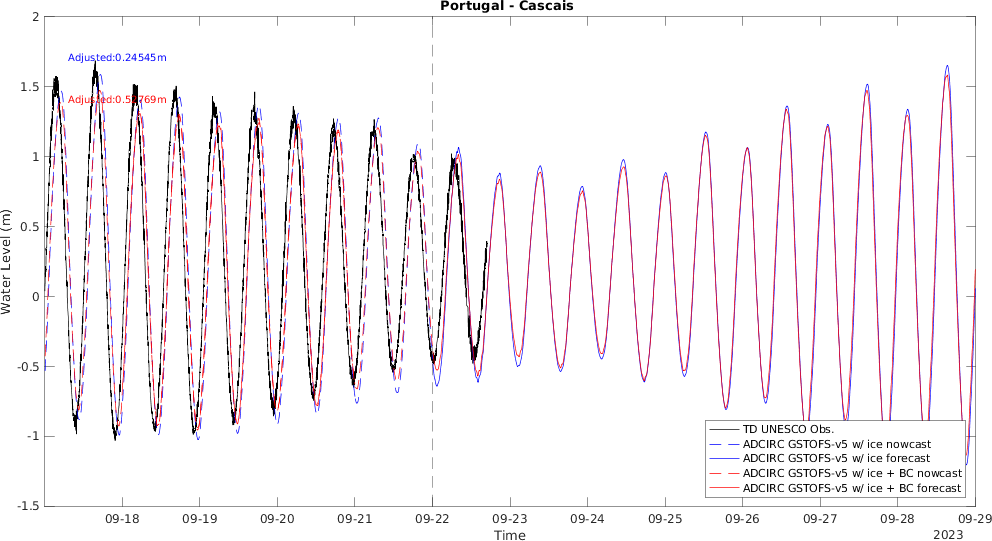 Portugal - Cascais
2
1.5
1
0.5
0
-0.5
-1
-1.5
Water Level (m)
Adjusted:0.24545m
TD UNESCO Obs.
ADCIRC GSTOFS-v5 w/ ice nowcast
ADCIRC GSTOFS-v5 w/ ice forecast
ADCIRC GSTOFS-v5 w/ ice + BC nowcast
ADCIRC GSTOFS-v5 w/ ice + BC forecast
09-18 09-19 09-20 09-21 09-22 09-23 09-24 09-25 09-26 09-27 09-28 09-29
Time
2023